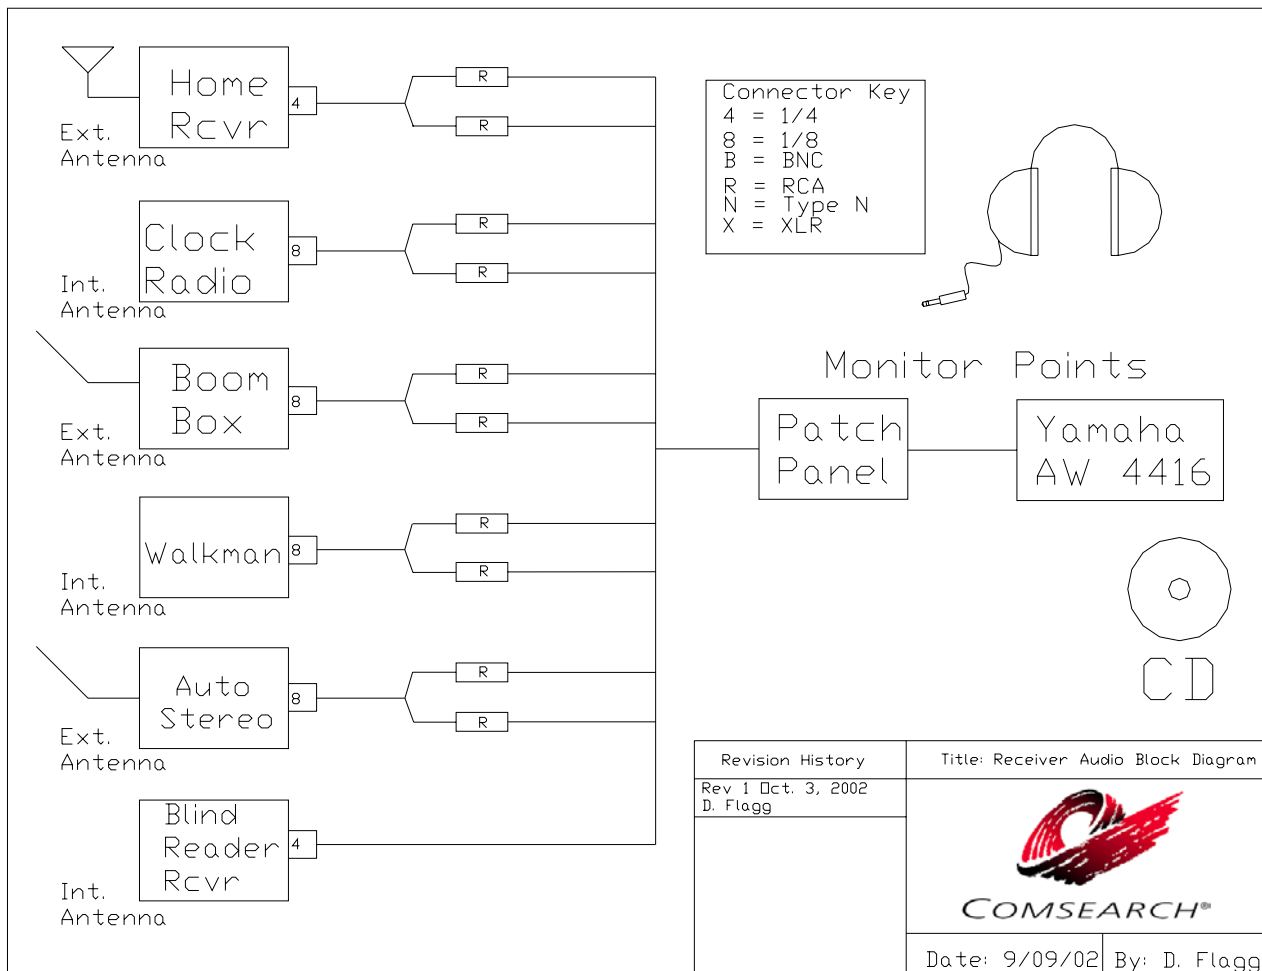 Home
Rcvr
4
R
R
Ext.
Antenna
Clock
Radio
8
R
R
Int.
Antenna
Boom
Box
8
R
R
Ext.
Antenna
Walkman
8
R
R
Int.
Antenna
Auto
Stereo
8
R
R
Ext.
Antenna
Blind
Reader
Rcvr
4
Int.
Antenna
Connector Key
4 = 1/4
8 = 1/8
B = BNC
R = RCA
N = Type N
X = XLR
Monitor Points
Patch
Panel
Yamaha
AW 4416
CD
Revision History
Rev 1 Oct. 3, 2002
D. Flagg
Title: Receiver Audio Block Diagram
COMSEARCH®
Date: 9/09/02
By: D. Flagg